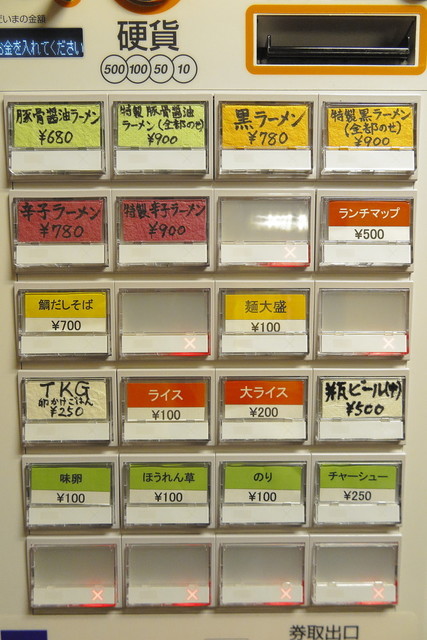 だいまの金額
お金を入れてください
硬貨
500 100 50 10
豚骨醤油ラーメン
¥680
特製豚骨醤油
ラーメン(全部のせ)
¥900
黒ラーメン
¥780
特製黒ラーメン
(全部のせ)
¥900
辛子ラーメン
¥780
特製辛子ラーメン
¥900
×
ランチマップ
¥500
鯛だしそば
¥700
×
麺大盛
¥100
×
TKG
卵かけごはん
¥250
ライス
¥100
大ライス
¥200
瓶ビール(中)
¥500
味卵
¥100
ほうれん草
¥100
のり
¥100
チャーシュー
¥250
×
×
×
×
券取出口